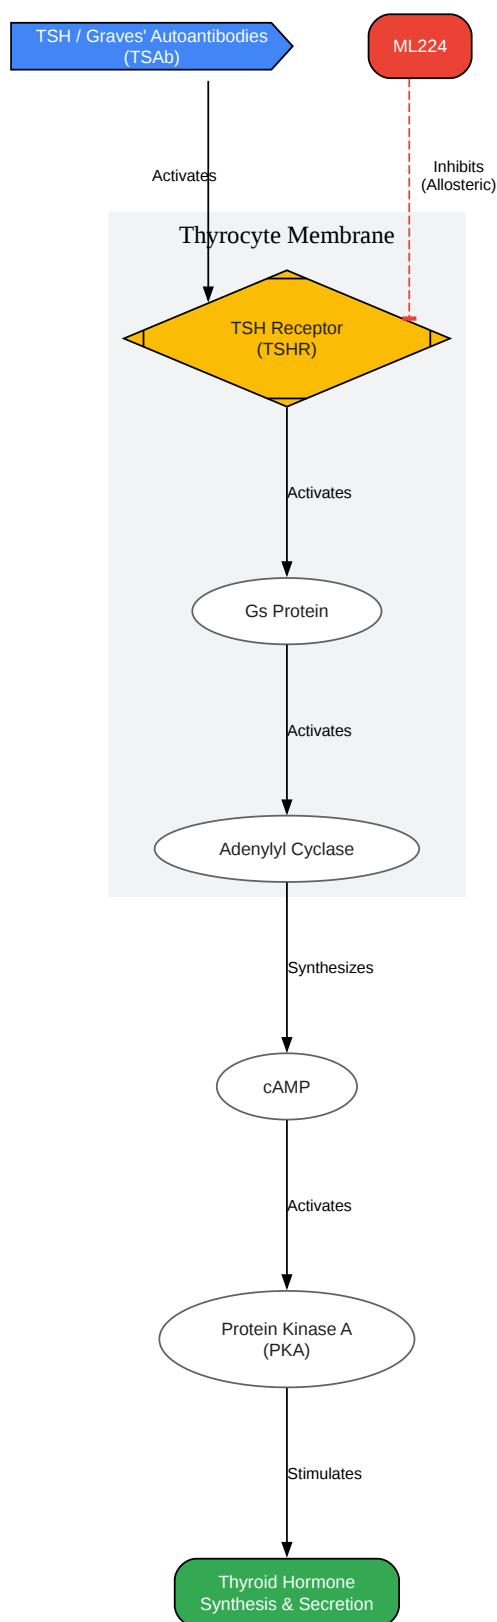 TSH / Graves' Autoantibodies
(TSAb)
ML224
Activates
Inhibits
(Allosteric)
Thyrocyte Membrane
TSH Receptor
(TSHR)
Activates
Gs Protein
Activates
Adenylyl Cyclase
Synthesizes
cAMP
Activates
Protein Kinase A
(PKA)
Stimulates
Thyroid Hormone
Synthesis & Secretion